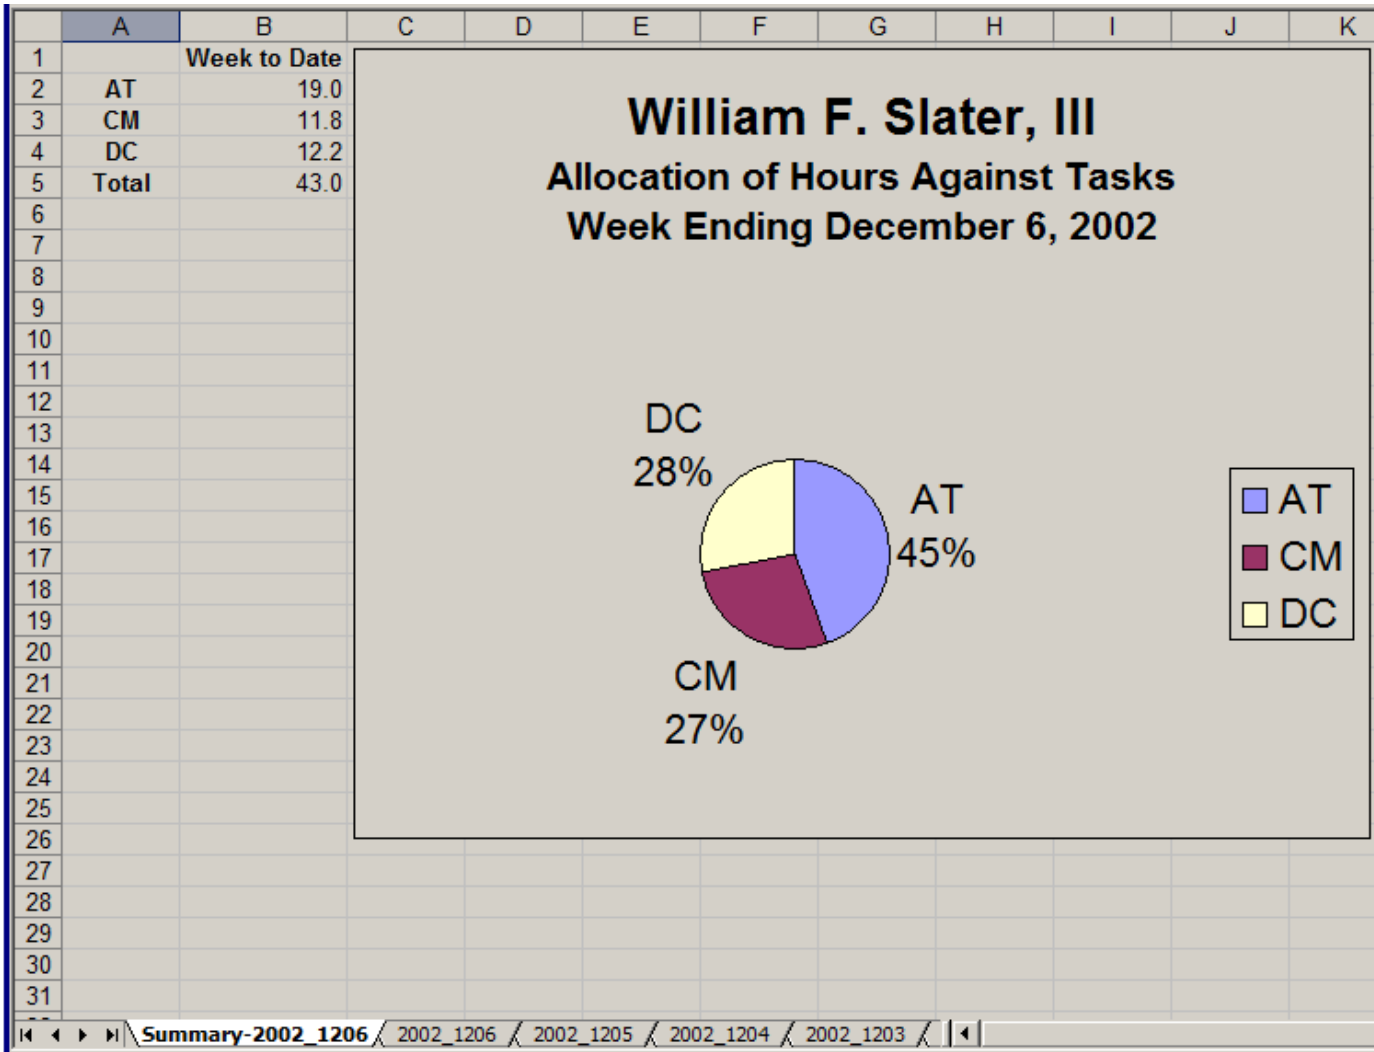 A B C D E F G H I J K
1 Week to Date
2 AT 19.0
3 CM 11.8
4 DC 12.2
5 Total 43.0
6
7
8
9
10
11
12
13
14
15
16
17
18
19
20
21
22
23
24
25
26
27
28
29
30
31
William F. Slater, III
Allocation of Hours Against Tasks
Week Ending December 6, 2002
DC
28%
AT
45%
CM
27%
AT
CM
DC
Summary-2002_1206 2002_1206 2002_1205 2002_1204 2002_1203